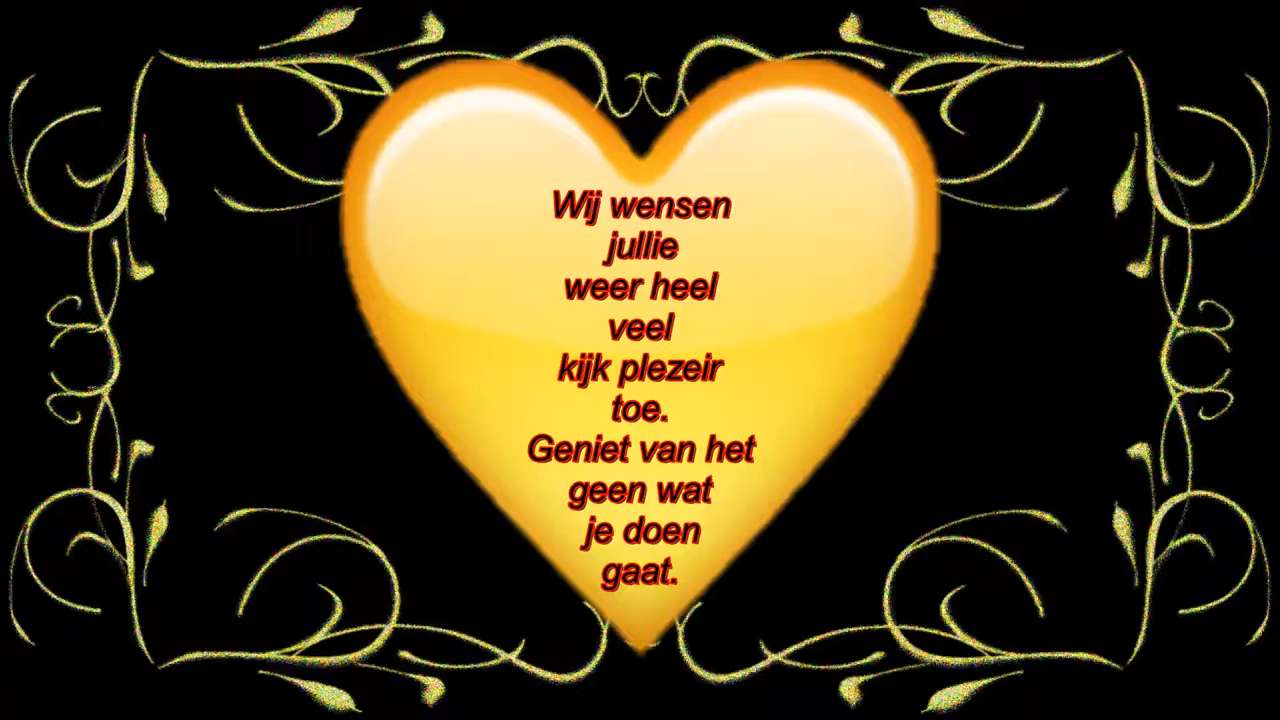 Wij wensen
jullie
weer heel
veel
kijk plezeir
toe.
Geniet van het
geen wat
je doen
gaat.